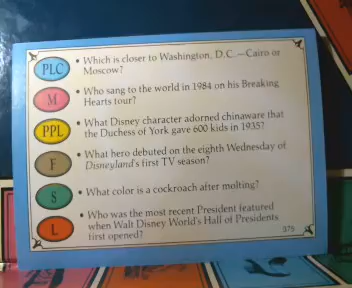 PLC • Which is closer to Washington, D.C.—Cairo or
Moscow?
M • Who sang to the world in 1984 on his Breaking
Hearts tour?
PPL • What Disney character adorned chinaware that
the Duchess of York gave 600 kids in 1935?
F • What hero debuted on the eighth Wednesday of
Disneyland's first TV season?
S • What color is a cockroach after molting?
L • Who was the most recent President featured
when Walt Disney World's Hall of Presidents
first opened?
375